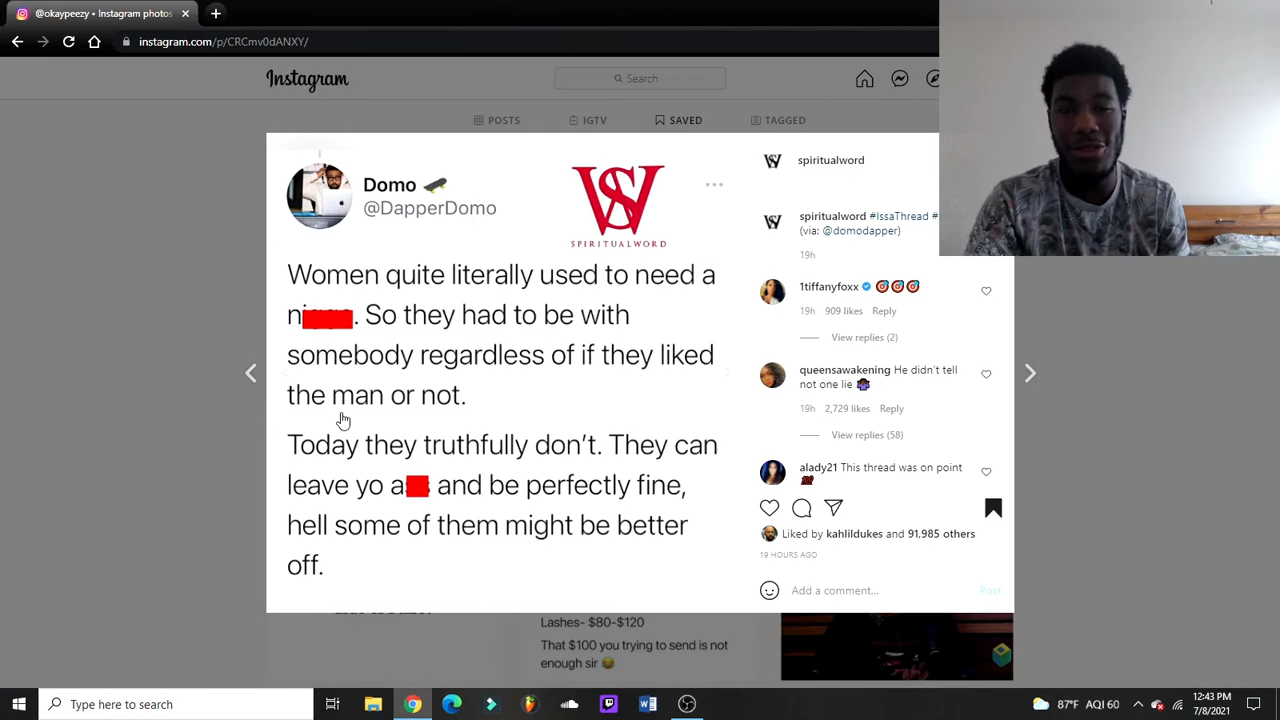 @okaypeezy • Instagram photos
instagram.com/p/CRCmv0dANXY/
Instagram
Search
POSTS
IGTV
SAVED
TAGGED
Domo
@DapperDomo
SW
SPIRITUALWORD
Women quite literally used to need a
n . So they had to be with
somebody regardless of if they liked
the man or not.
Today they truthfully don't. They can
leave yo a and be perfectly fine,
hell some of them might be better
off.
spiritualword
spiritualword #IssaThread #
(via: @domodapper)
19h
1tiffanyfoxx
19h 909 likes Reply
View replies (2)
queensawakening He didn't tell
not one lie
19h 2,729 likes Reply
View replies (58)
alady21 This thread was on point
Liked by kahlildukes and 91,985 others
19 HOURS AGO
Add a comment...
Post
Lashes- $80-$120
That $100 you trying to send is not
enough sir
Type here to search
87°F AQI 60
12:43 PM
7/8/2021